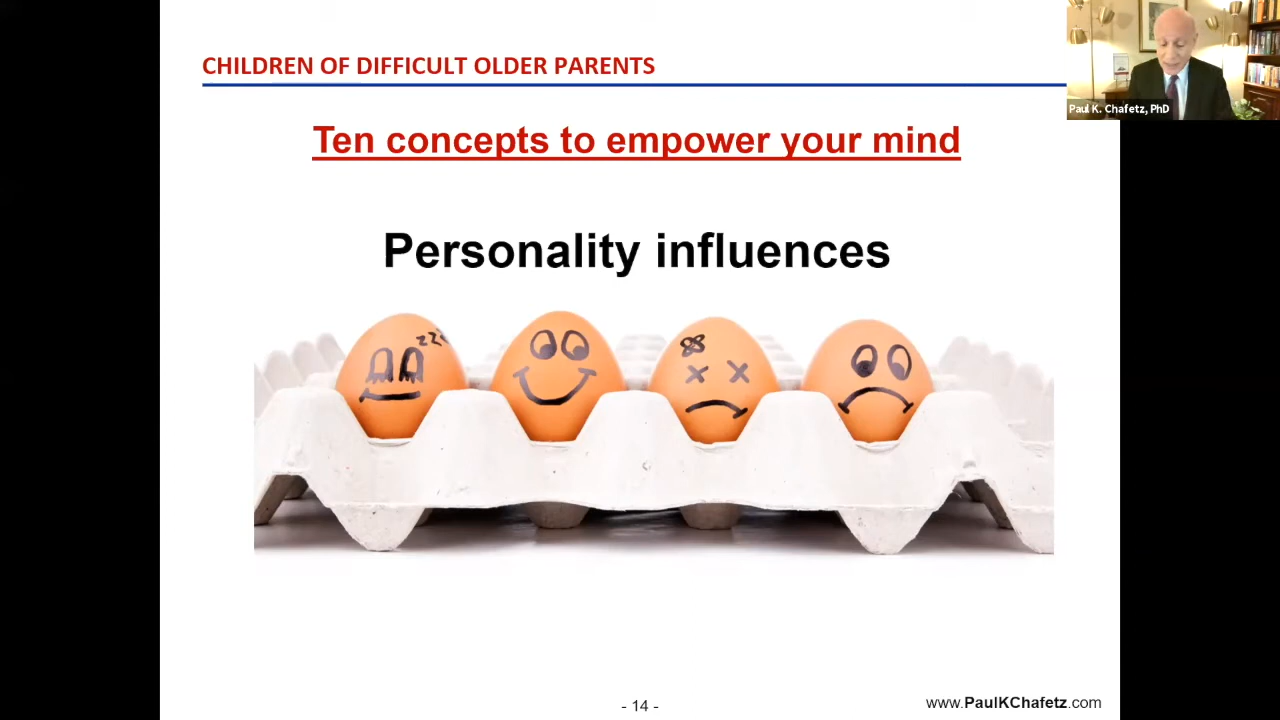 CHILDREN OF DIFFICULT OLDER PARENTS
Paul K. Chafetz, PhD
Ten concepts to empower your mind
Personality influences
zzz
- 14 -
www.PaulKChafetz.com